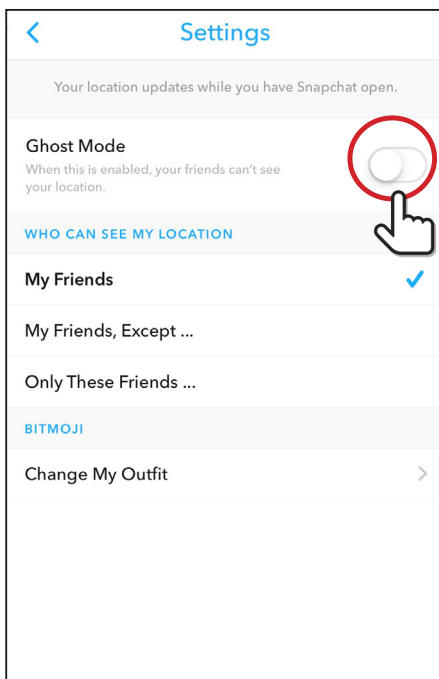 Settings
Your location updates while you have Snapchat open.
Ghost Mode
When this is enabled, your friends can't see
your location.
WHO CAN SEE MY LOCATION
My Friends
My Friends, Except ...
Only These Friends ...
BITMOJI
Change My Outfit